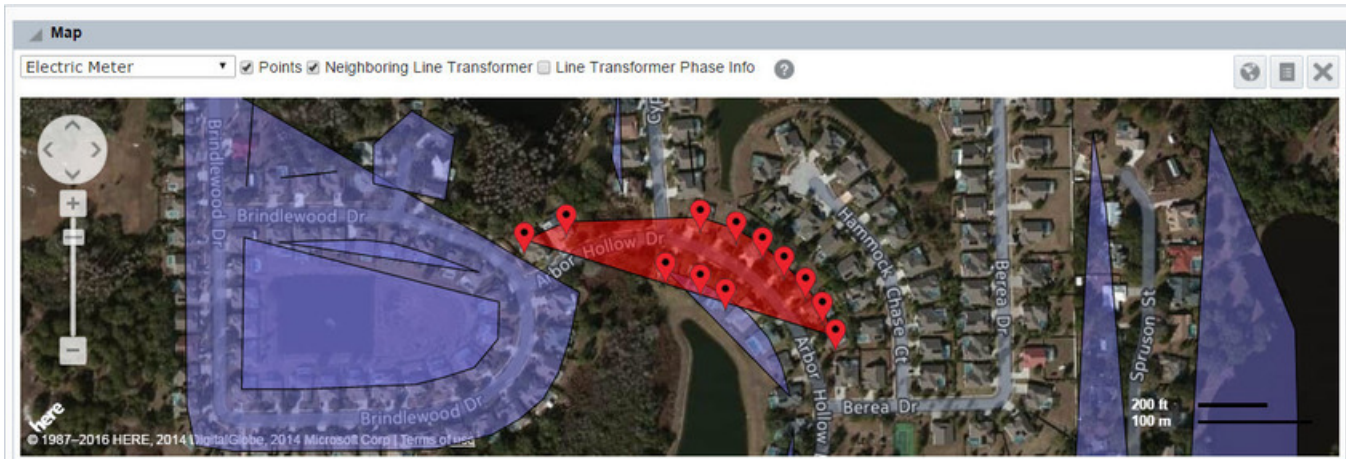 Map
Electric Meter Points Neighboring Line Transformer Line Transformer Phase Info ?
Brindlewood Dr
Brindlewood Dr
Arbor Hollow Dr
Hammock Chase Ct
Berea Dr
Spruson St
Arbor Hollow
Berea Dr
Brindlewood Dr
200 ft
100 m
here
© 1987–2016 HERE, 2014 DigitalGlobe, 2014 Microsoft Corp | Terms of use